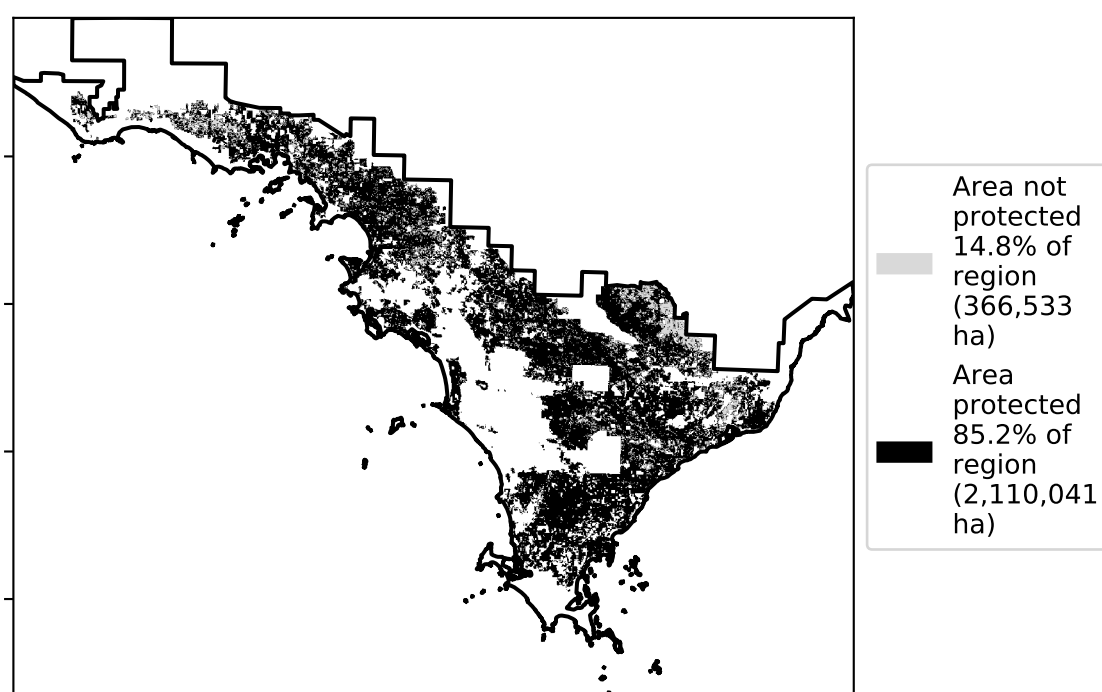 Area not
protected
14.8% of
region
(366,533
ha)
Area
protected
85.2% of
region
(2,110,041
ha)